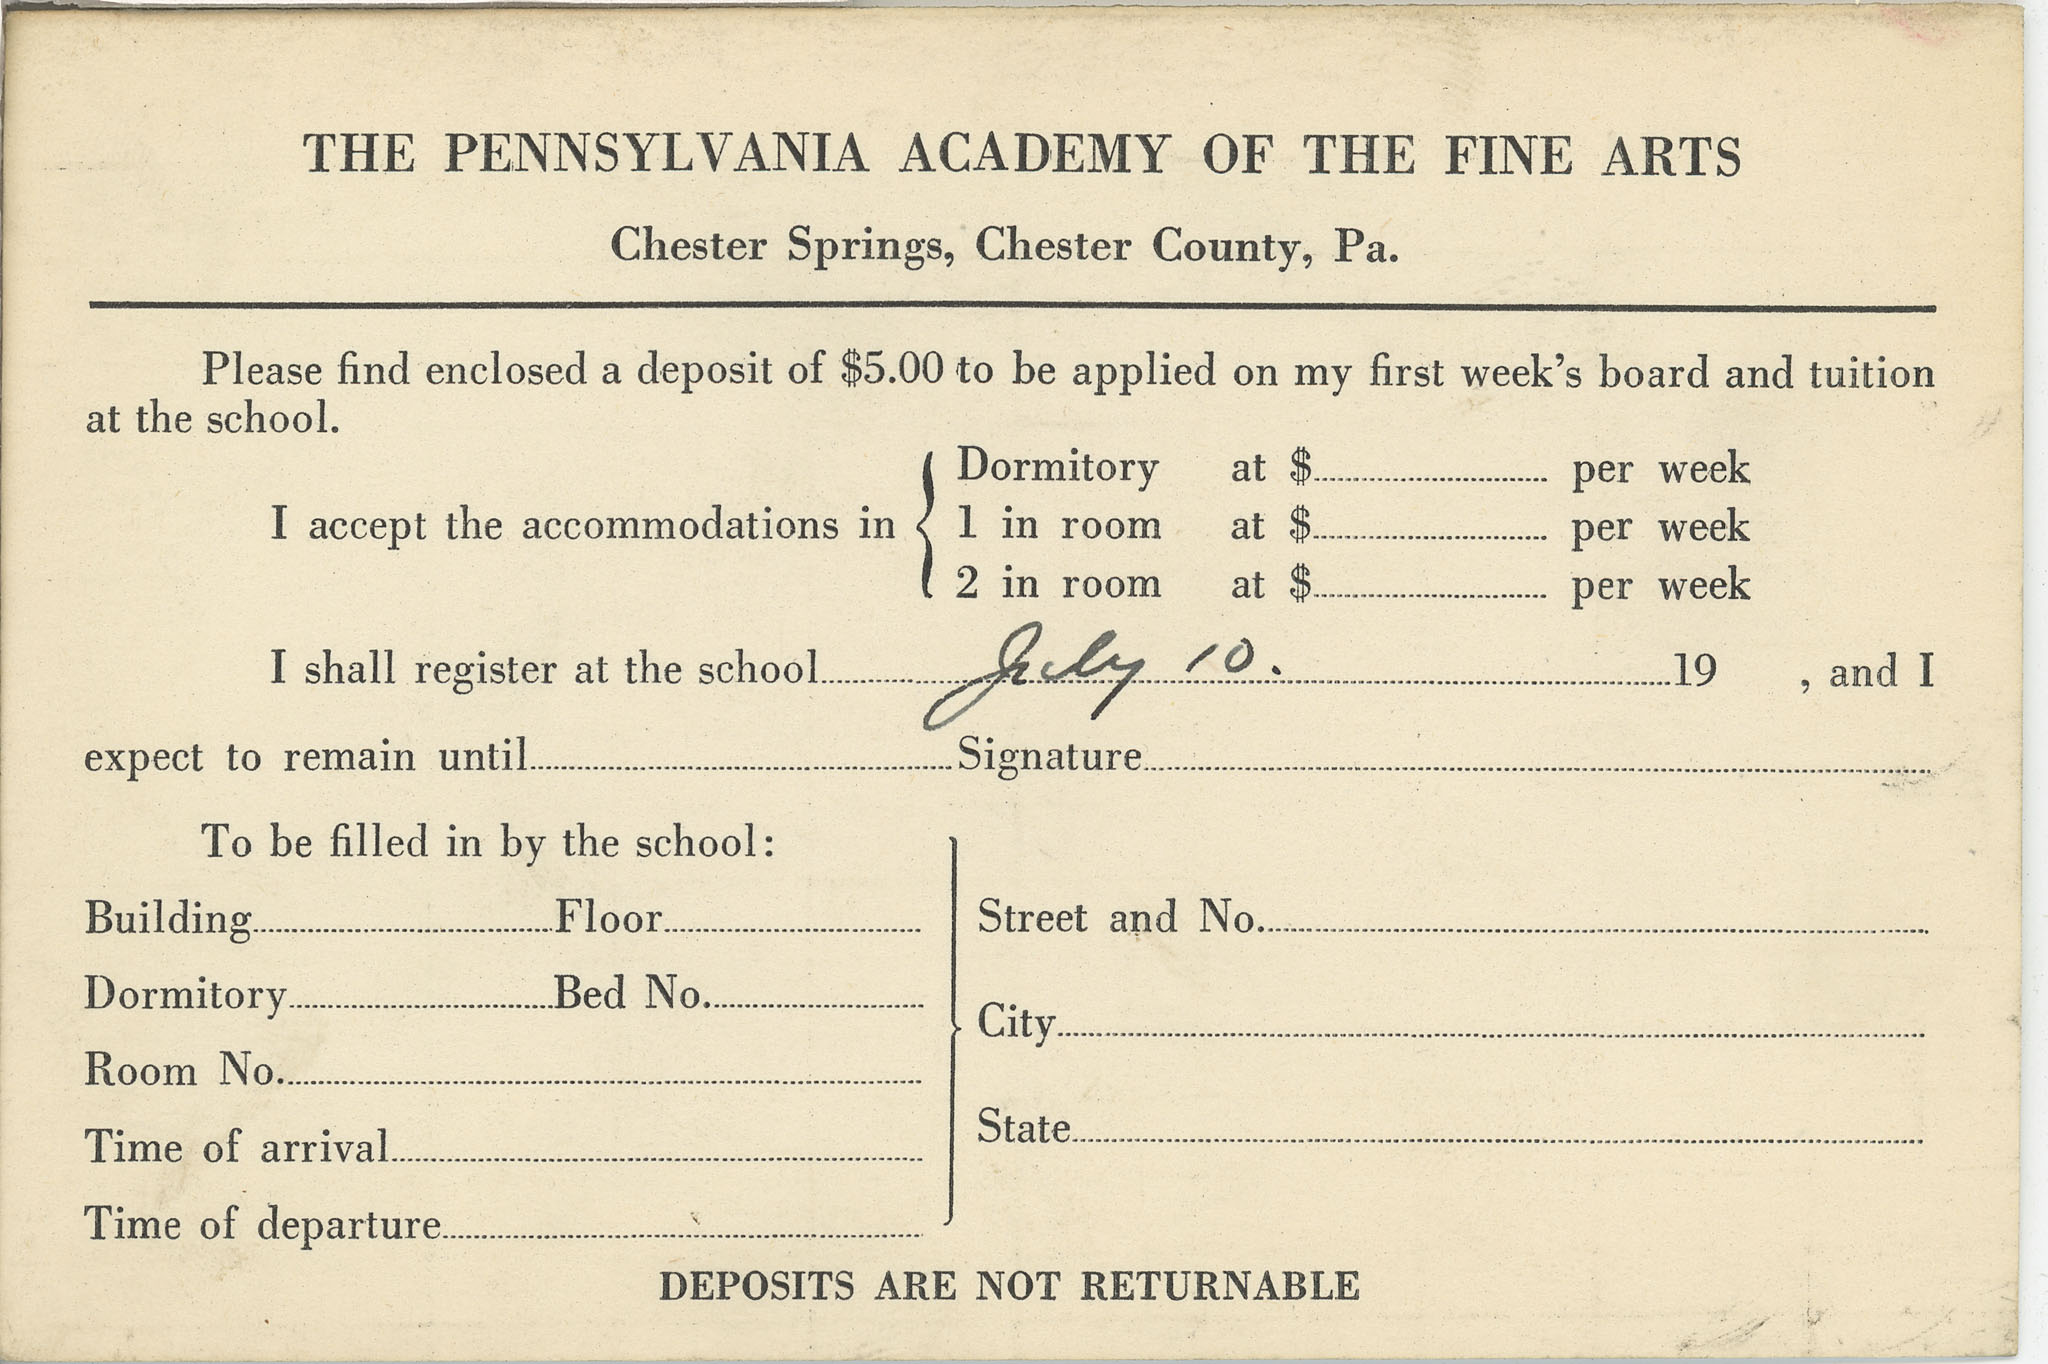 THE PENNSYLVANIA ACADEMY OF THE FINE ARTS
Chester Springs, Chester County, Pa.
Please find enclosed a deposit of $5.00 to be applied on my first week's board and tuition
at the school.
I accept the accommodations in
Dormitory at $ per week
1 in room at $ per week
2 in room at $ per week
I shall register at the school July 10. 19 , and I
expect to remain until Signature
To be filled in by the school:
Building Floor
Dormitory Bed No.
Room No.
Time of arrival
Time of departure
Street and No.
City
State
DEPOSITS ARE NOT RETURNABLE